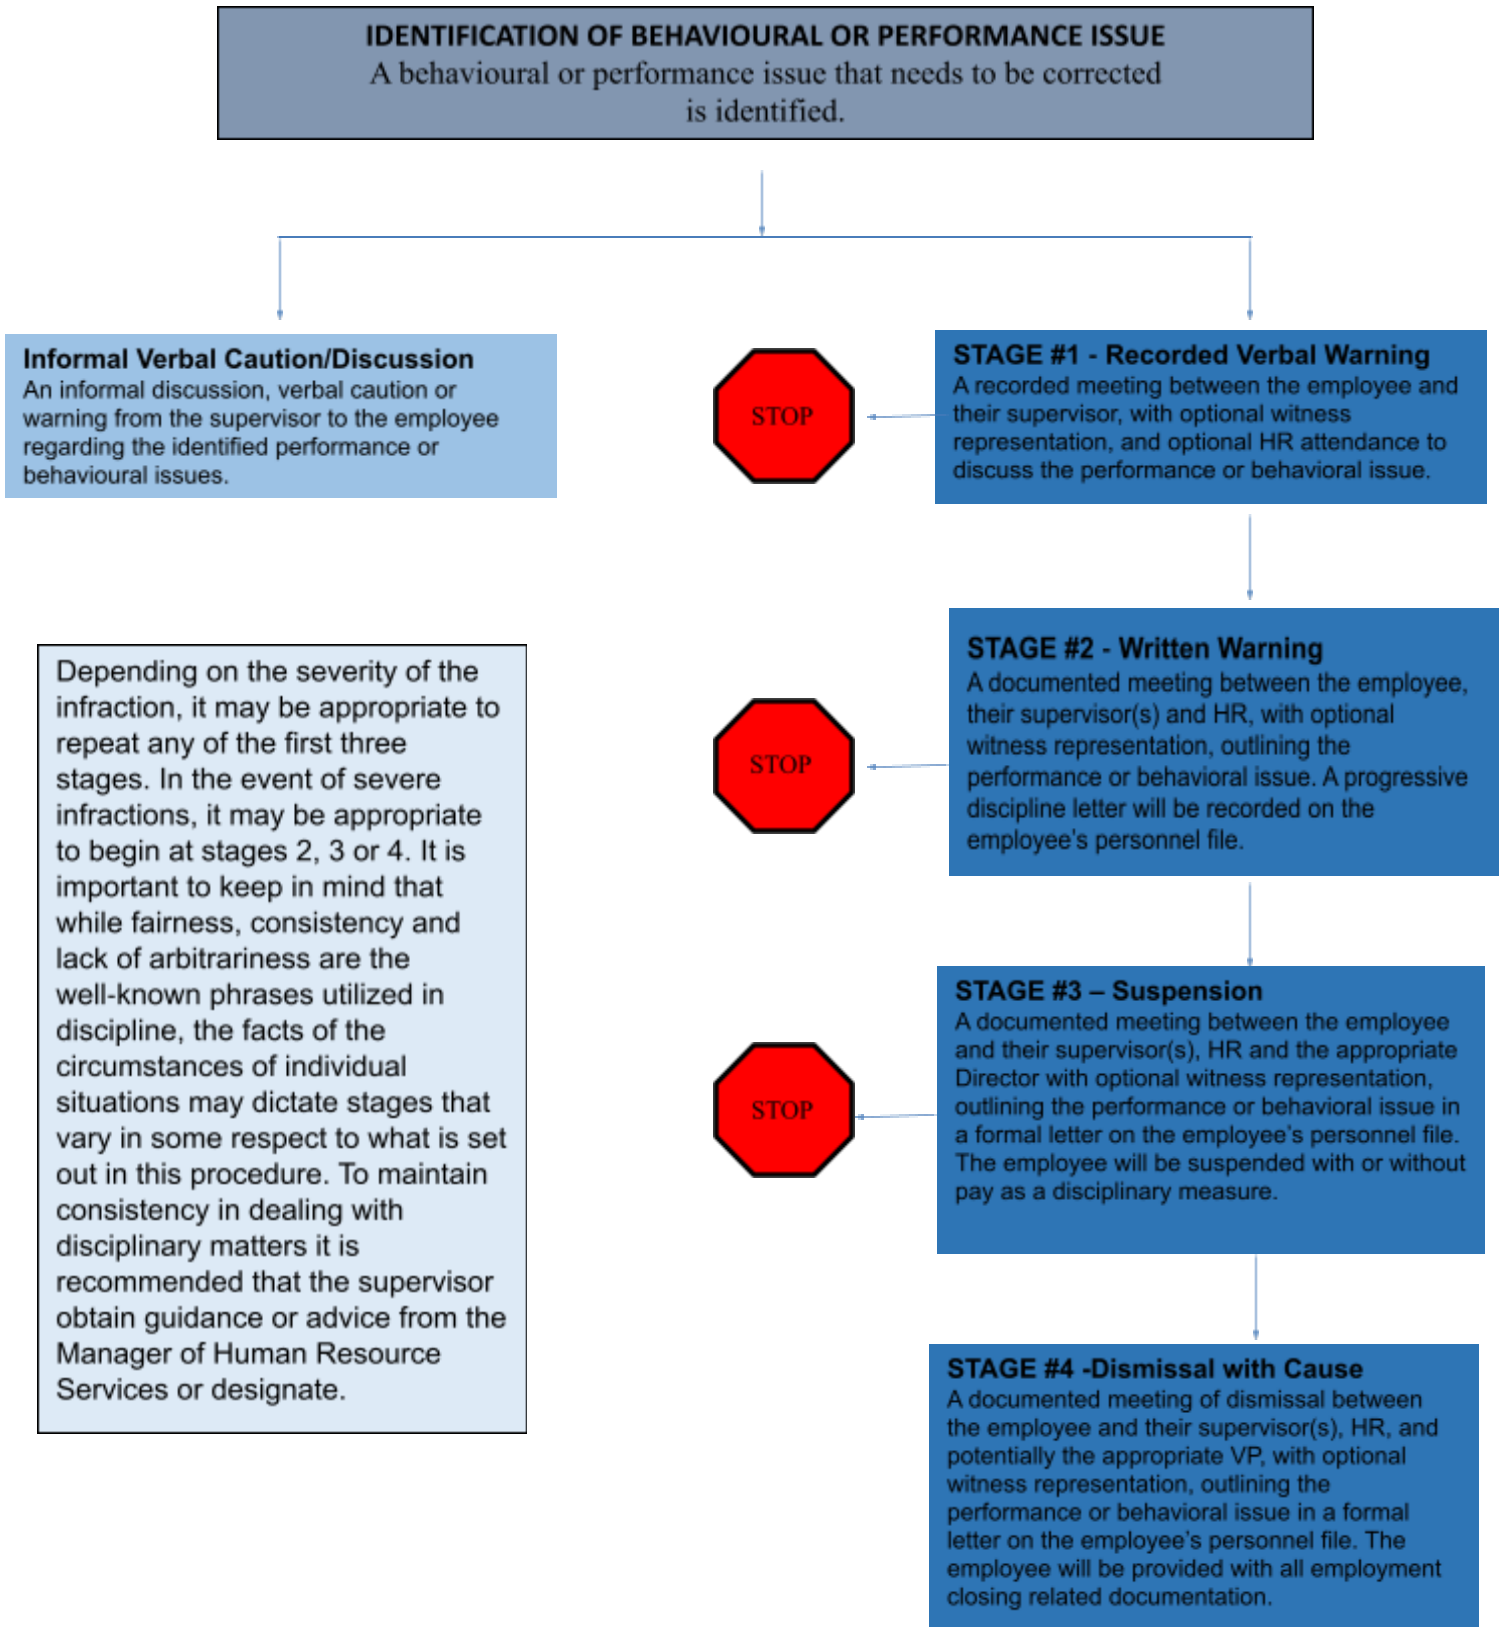 IDENTIFICATION OF BEHAVIOURAL OR PERFORMANCE ISSUE
A behavioural or performance issue that needs to be corrected
is identified.
Informal Verbal Caution/Discussion
An informal discussion, verbal caution or
warning from the supervisor to the employee
regarding the identified performance or
behavioural issues.
STOP
STAGE #1 - Recorded Verbal Warning
A recorded meeting between the employee and
their supervisor, with optional witness
representation, and optional HR attendance to
discuss the performance or behavioral issue.
Depending on the severity of the
infraction, it may be appropriate to
repeat any of the first three
stages. In the event of severe
infractions, it may be appropriate
to begin at stages 2, 3 or 4. It is
important to keep in mind that
while fairness, consistency and
lack of arbitrariness are the
well-known phrases utilized in
discipline, the facts of the
circumstances of individual
situations may dictate stages that
vary in some respect to what is set
out in this procedure. To maintain
consistency in dealing with
disciplinary matters it is
recommended that the supervisor
obtain guidance or advice from the
Manager of Human Resource
Services or designate.
STOP
STAGE #2 - Written Warning
A documented meeting between the employee,
their supervisor(s) and HR, with optional
witness representation, outlining the
performance or behavioral issue. A progressive
discipline letter will be recorded on the
employee's personnel file.
STOP
STAGE #3 – Suspension
A documented meeting between the employee
and their supervisor(s), HR and the appropriate
Director with optional witness representation,
outlining the performance or behavioral issue in
a formal letter on the employee's personnel file.
The employee will be suspended with or without
pay as a disciplinary measure.
STAGE #4 -Dismissal with Cause
A documented meeting of dismissal between
the employee and their supervisor(s), HR, and
potentially the appropriate VP, with optional
witness representation, outlining the
performance or behavioral issue in a formal
letter on the employee's personnel file. The
employee will be provided with all employment
closing related documentation.